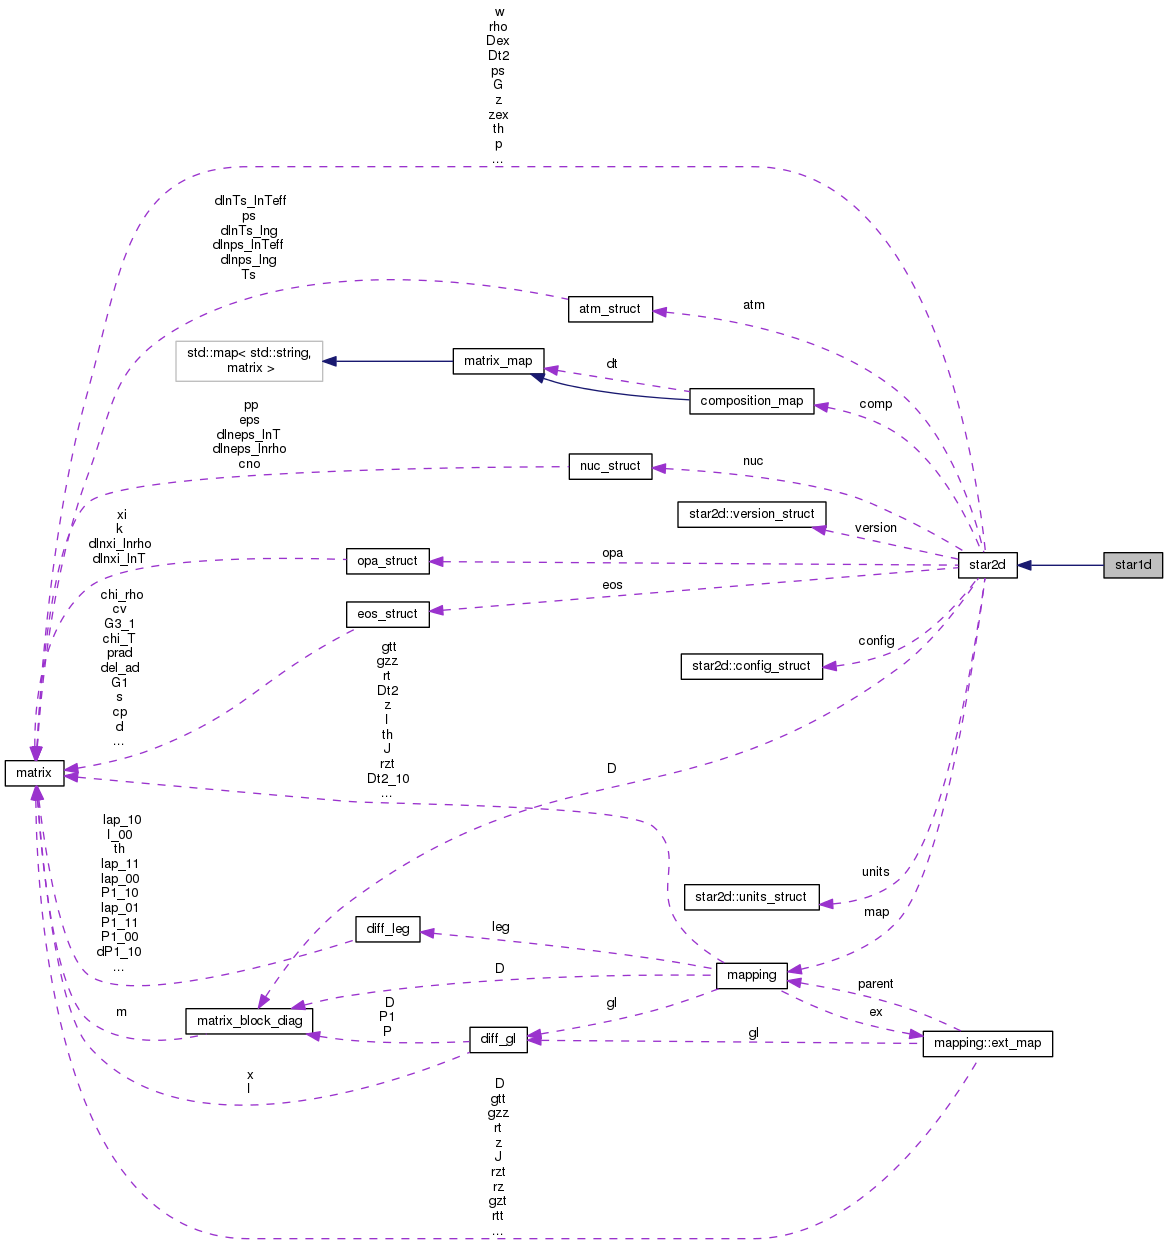 w
rho
Dex
Dt2
ps
G
z
zex
th
p
...
dlnTs_lnTeff
ps
dlnTs_lng
dlnps_lnTeff
dlnps_lng
Ts
atm_struct
atm
std::map< std::string,
matrix >
matrix_map
dt
composition_map
comp
pp
eps
dlneps_lnT
dlneps_lnrho
cno
nuc_struct
nuc
star2d::version_struct
version
xi
k
dlnxi_lnrho
dlnxi_lnT
opa_struct
opa
star2d
star1d
eos
chi_rho
cv
G3_1
chi_T
prad
del_ad
G1
s
cp
d
...
eos_struct
gtt
gzz
rt
Dt2
z
l
th
J
rzt
Dt2_10
...
config
star2d::config_struct
matrix
D
lap_10
l_00
th
lap_11
lap_00
P1_10
lap_01
P1_11
P1_00
dP1_10
...
units
star2d::units_struct
map
diff_leg
leg
mapping
D
parent
ex
m
matrix_block_diag
D
P1
P
gl
diff_gl
gl
mapping::ext_map
x
l
D
gtt
gzz
rt
z
J
rzt
rz
gzt
rtt
...